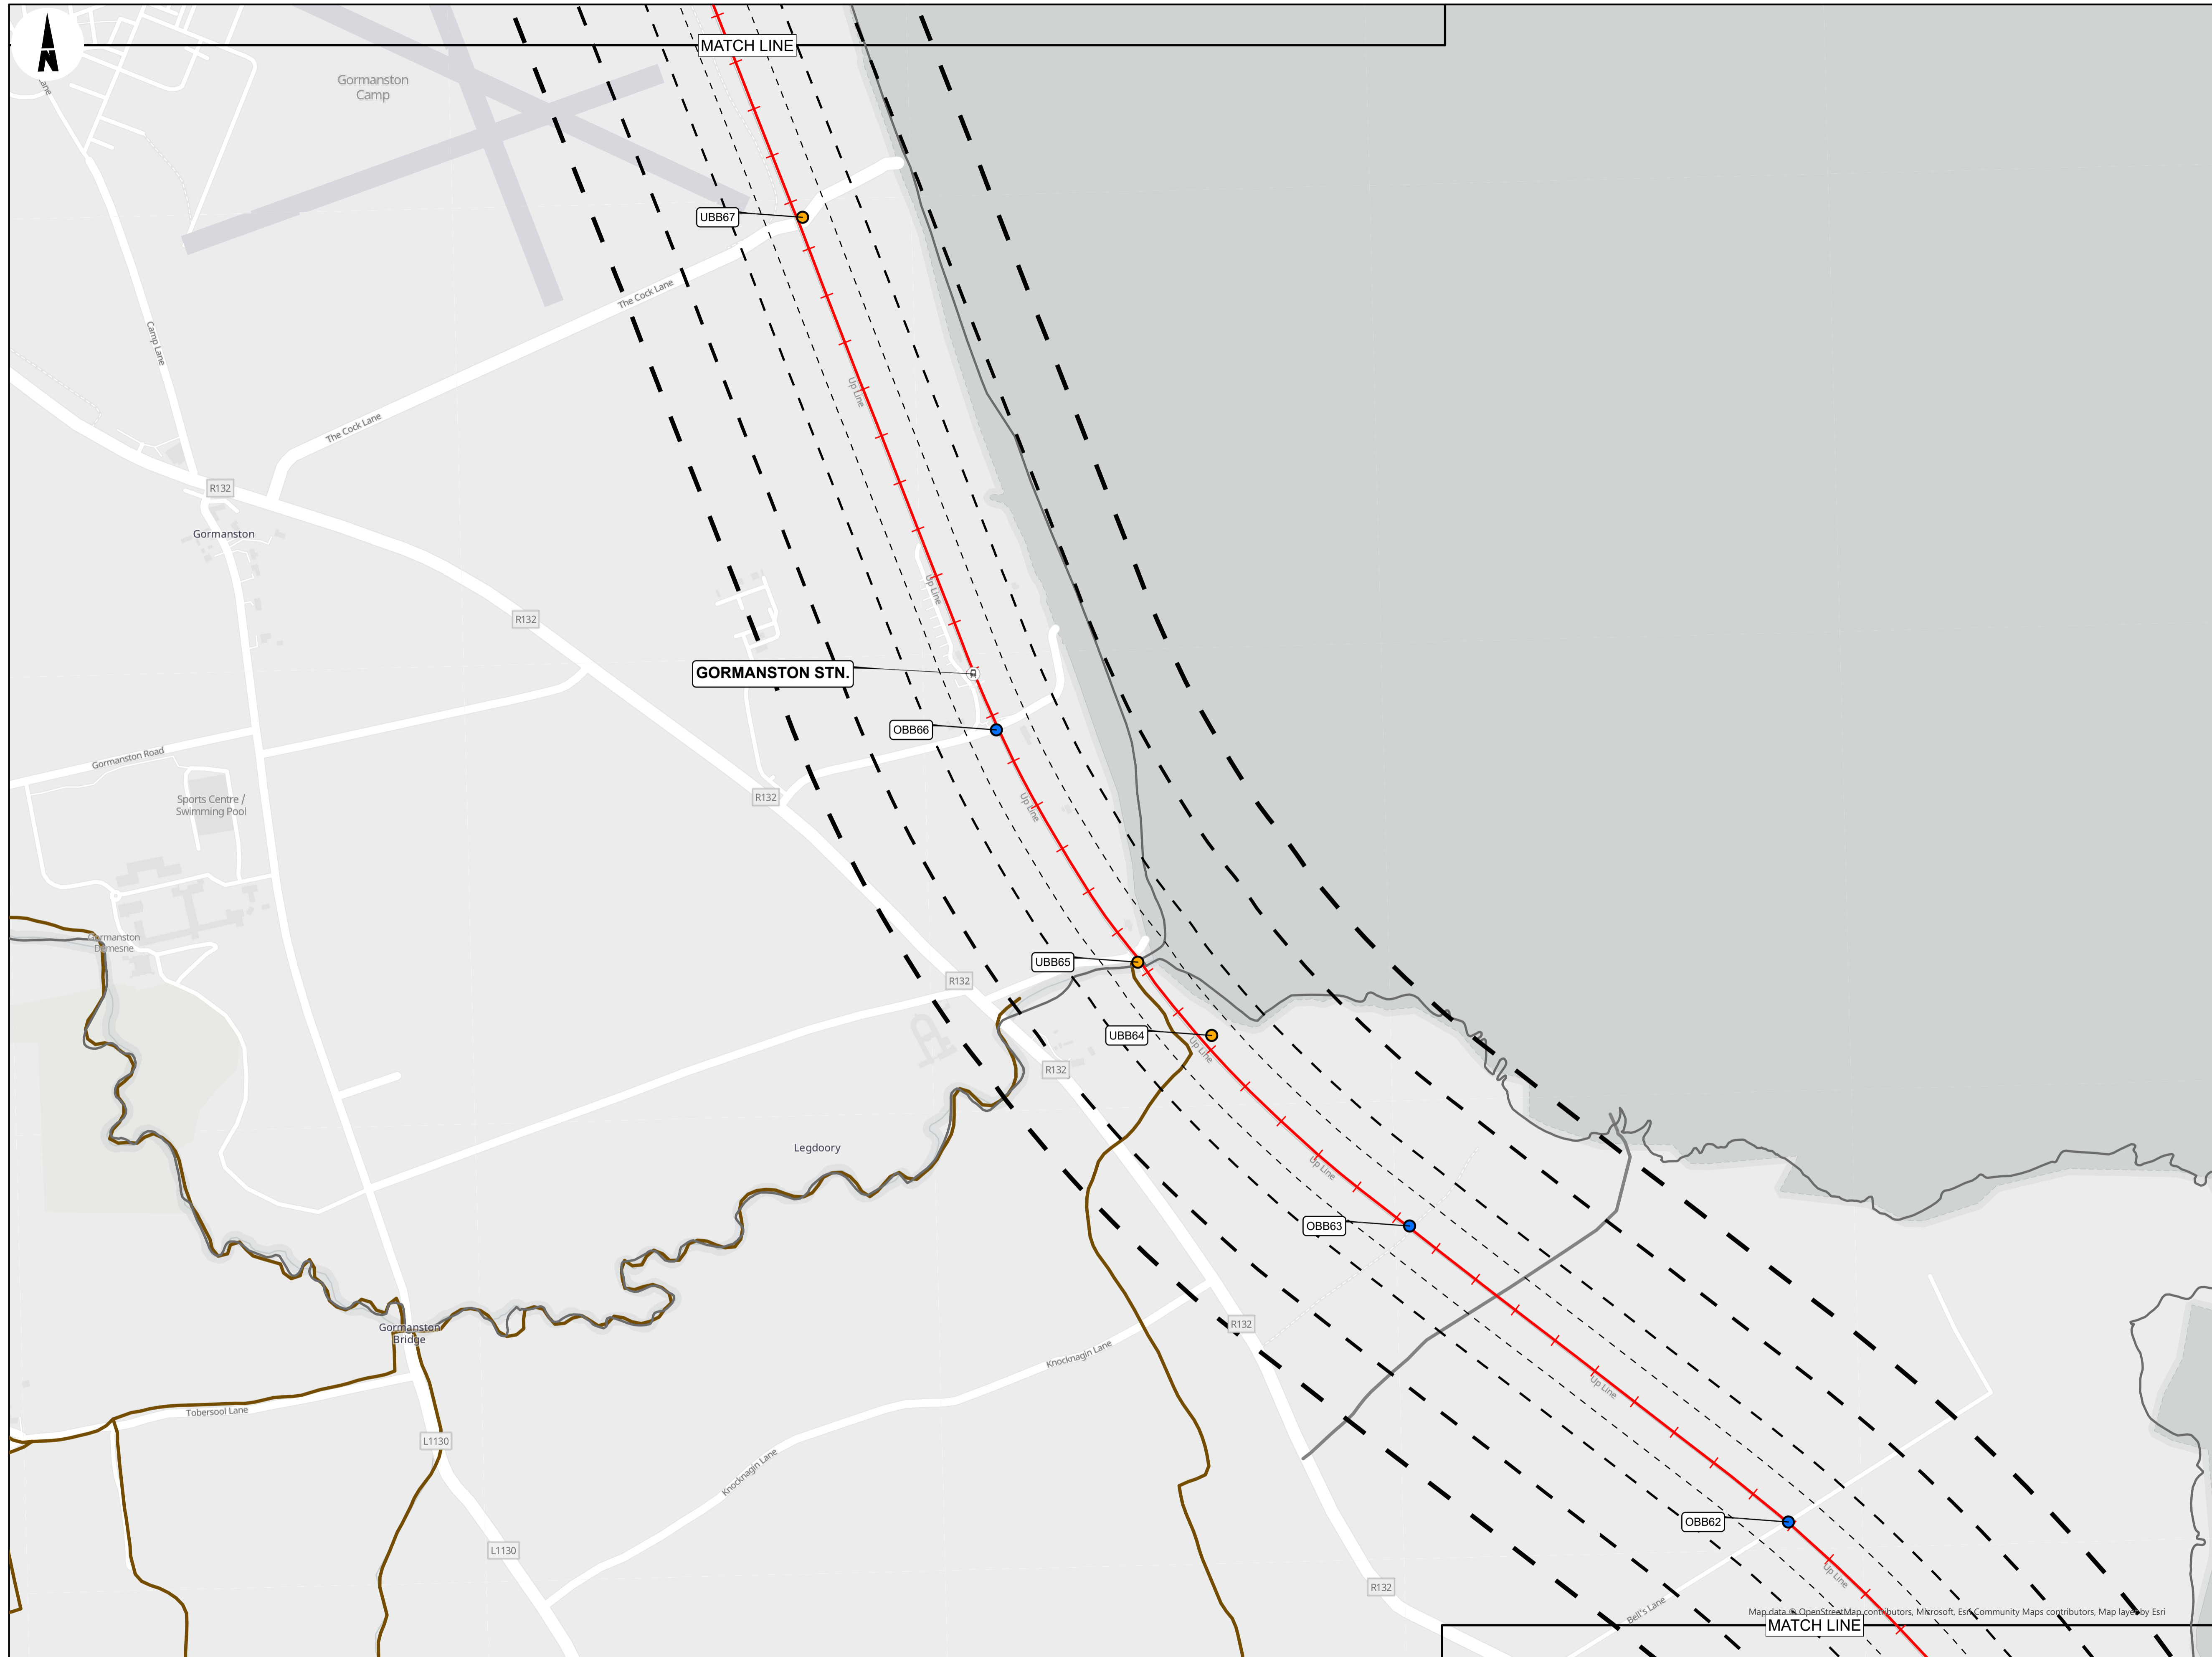 MATCH LINE
N
Gormanston
Camp
Lane
UBB67
The Cock Lane
Camp Lane
Up Line
The Cock Lane
R132
Gormanston
Up Line
R132
GORMANSTON STN.
OBB66
Gormanston Road
R132
Up Line
Sports Centre /
Swimming Pool
Gormanston
Demesne
UBB65
R132
UBB64
Up Line
R132
Legdoory
Up Line
OBB63
R132
Gormanston
Bridge
Knocknagin Lane
Up Line
Tobersool Lane
L1130
Knocknagin Lane
OBB62
L1130
Up Line
R132
Bell's Lane
Map data © OpenStreetMap contributors, Microsoft, Esri Community Maps contributors, Map layer by Esri
MATCH LINE